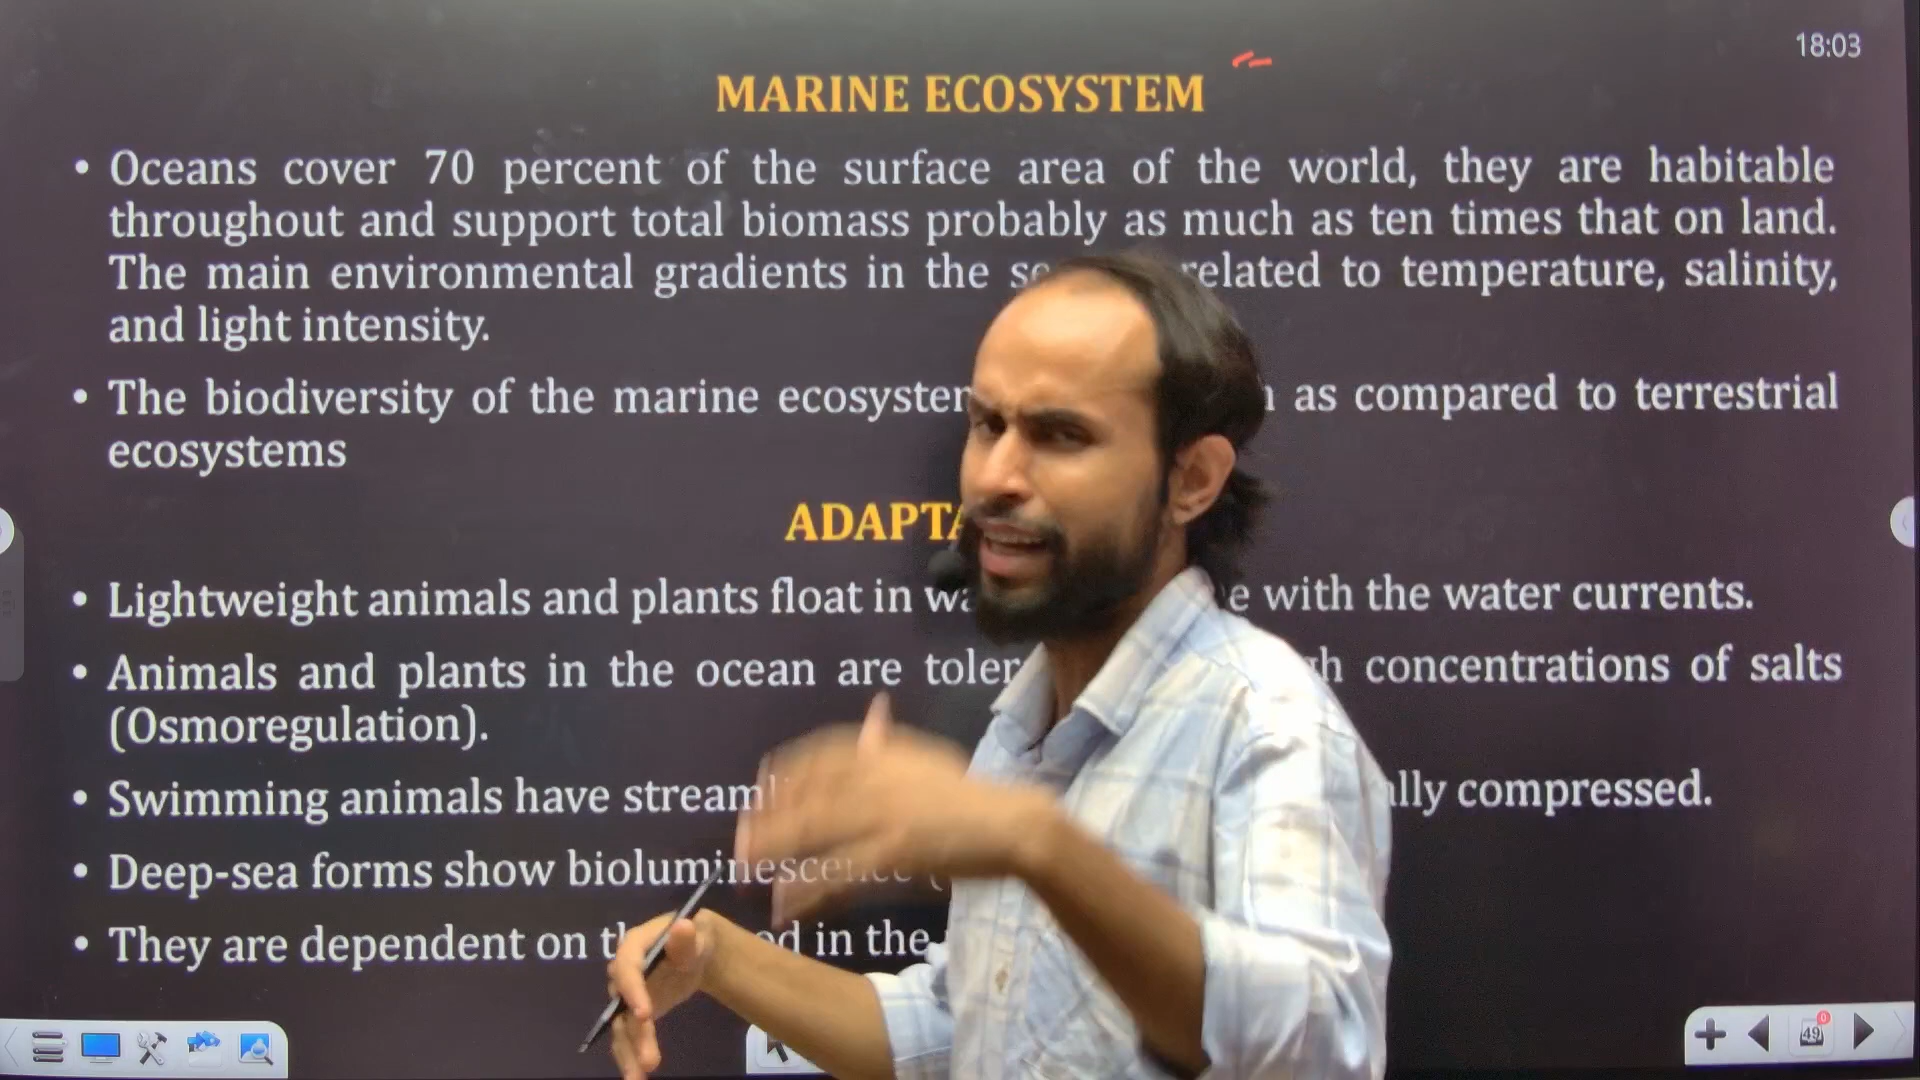 18:03
MARINE ECOSYSTEM
• Oceans cover 70 percent of the surface area of the world, they are habitable
throughout and support total biomass probably as much as ten times that on land.
The main environmental gradients in the related to temperature, salinity,
and light intensity.
• The biodiversity of the marine as compared to terrestrial
ecosystems
• Lightweight animals and plants float in with the water currents.
• Animals and plants in the ocean are concentrations of salts
(Osmoregulation).
• Swimming animals have compressed.
• Deep-sea forms show bioluminescence
• They are dependent on in the
49
0